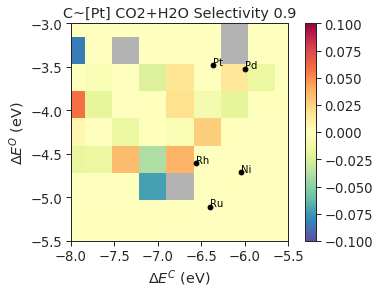 C~[Pt] CO2+H2O Selectivity 0.9
−3.0
−3.5
−4.0
−4.5
−5.0
−5.5
ΔE^O (eV)
Pt
Pd
Rh
Ni
Ru
−8.0 −7.5 −7.0 −6.5 −6.0 −5.5
ΔE^C (eV)
0.100
0.075
0.050
0.025
0.000
−0.025
−0.050
−0.075
−0.100